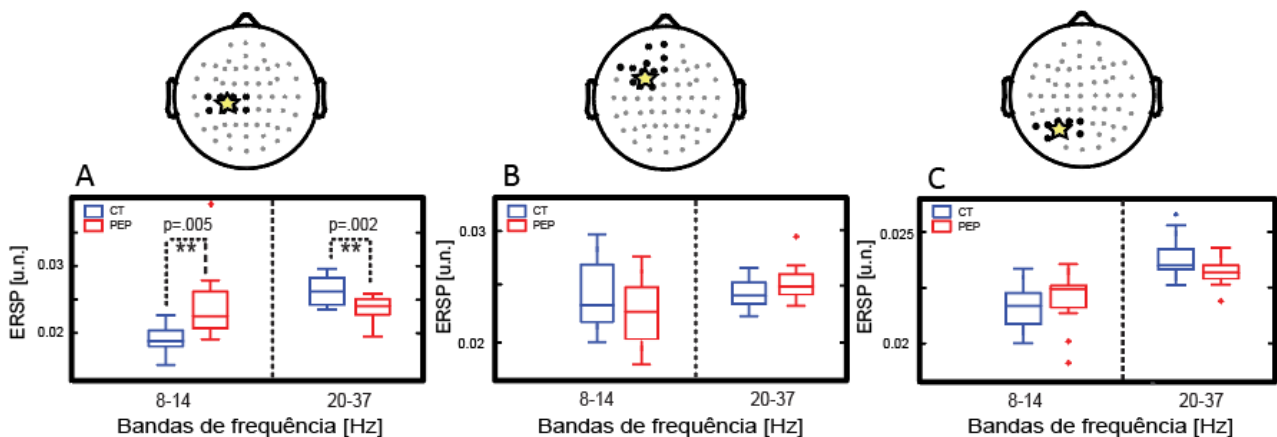 A
CT
PEP
p=.005
**
p=.002
**
0.03
0.02
ERSP [u.n.]
8-14
20-37
Bandas de frequência [Hz]
B
CT
PEP
0.03
0.02
ERSP [u.n.]
8-14
20-37
Bandas de frequência [Hz]
C
CT
PEP
0.025
0.02
ERSP [u.n.]
8-14
20-37
Bandas de frequência [Hz]